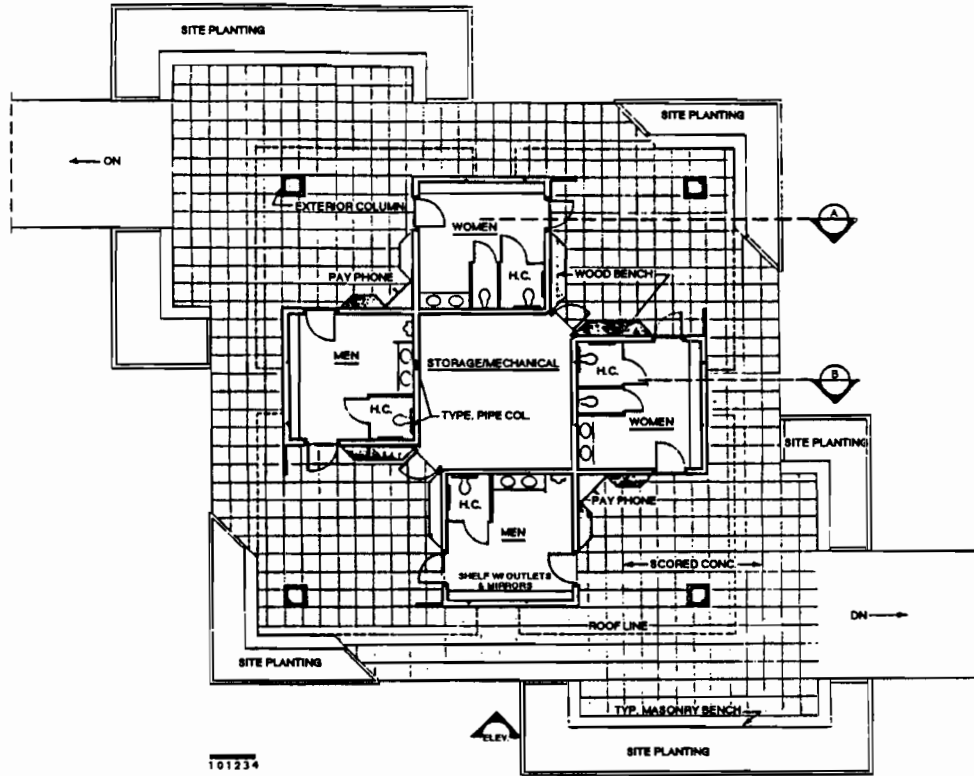 SITE PLANTING
SITE PLANTING
ON
EXTERIOR COLUMN
WOMEN
A
H.C.
WOOD BENCH
PAY PHONE
MEN
STORAGE/MECHANICAL
H.C.
B
H.C.
TYPE. PIPE COL.
WOMEN
SITE PLANTING
H.C.
PAY PHONE
MEN
SCORED CONC.
SHELF W/ OUTLETS
& MIRRORS
ROOF LINE
DN
SITE PLANTING
TYP. MASONRY BENCH
ELEV.
SITE PLANTING
101234